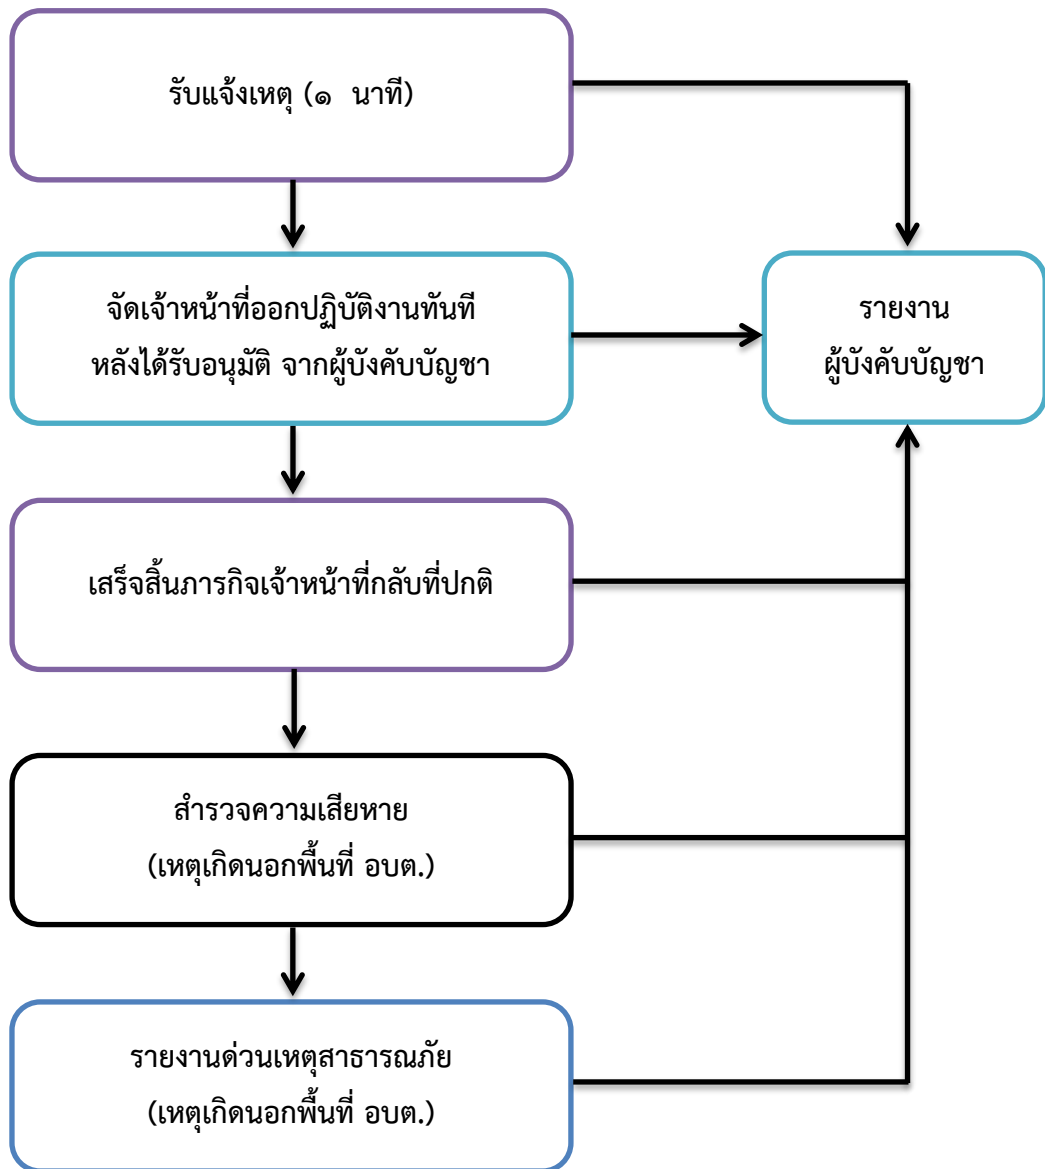 รับแจ้งเหตุ (๑ นาที)
จัดเจ้าหน้าที่ออกปฏิบัติงานทันที
หลังได้รับอนุมัติ จากผู้บังคับบัญชา
รายงาน
ผู้บังคับบัญชา
เสร็จสิ้นภารกิจเจ้าหน้าที่กลับที่ปกติ
สำรวจความเสียหาย
(เหตุเกิดนอกพื้นที่ อบต.)
รายงานด่วนเหตุสาธารณภัย
(เหตุเกิดนอกพื้นที่ อบต.)